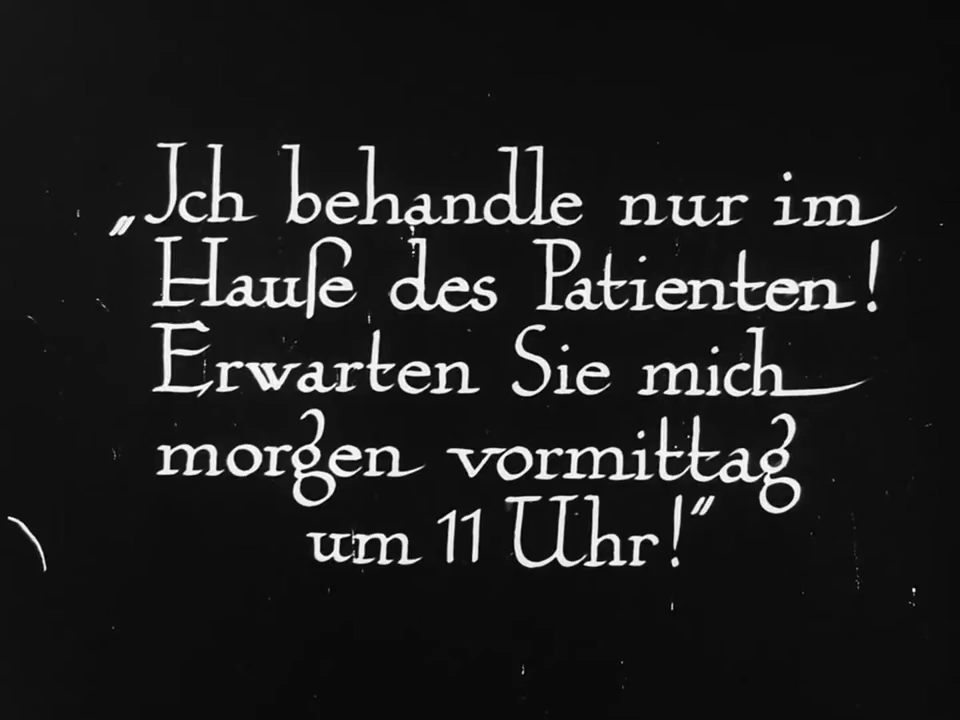 „Ich behandle nur im
Hauſe des Patienten!
Erwarten Sie mich
morgen vormittag
um 11 Uhr!”